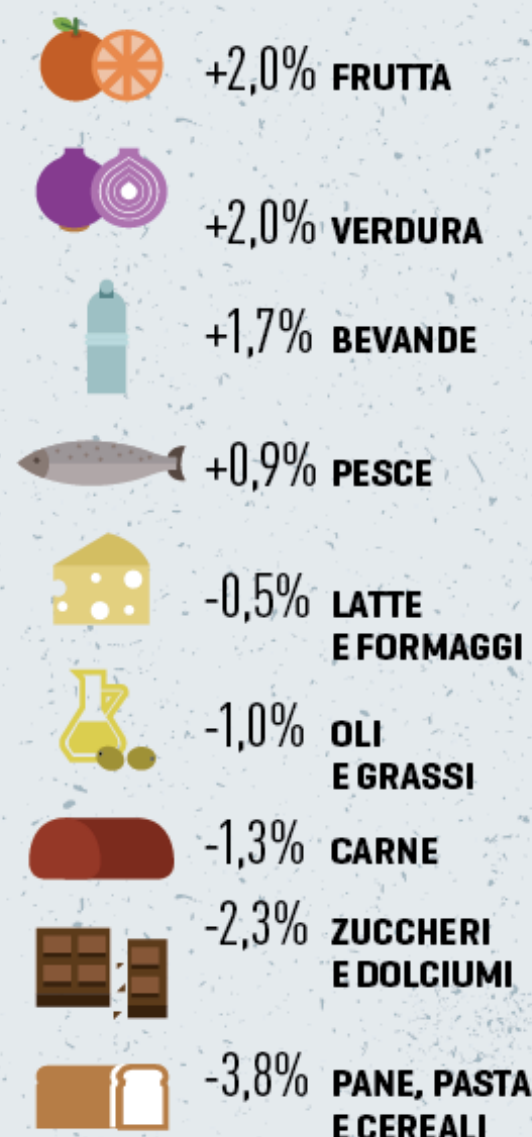 +2,0% FRUTTA
+2,0% VERDURA
+1,7% BEVANDE
+0,9% PESCE
-0,5% LATTE
E FORMAGGI
-1,0% OLI
E GRASSI
-1,3% CARNE
-2,3% ZUCCHERI
E DOLCIUMI
-3,8% PANE, PASTA
E CEREALI